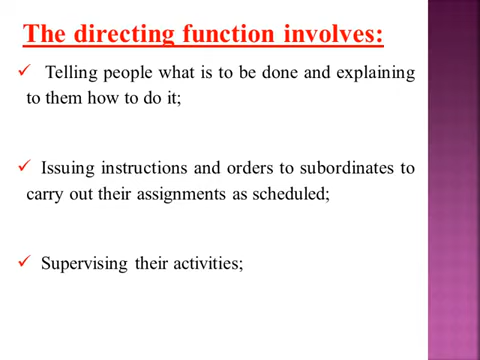 The directing function involves:
✓ Telling people what is to be done and explaining
to them how to do it;
✓ Issuing instructions and orders to subordinates to
carry out their assignments as scheduled;
✓ Supervising their activities;